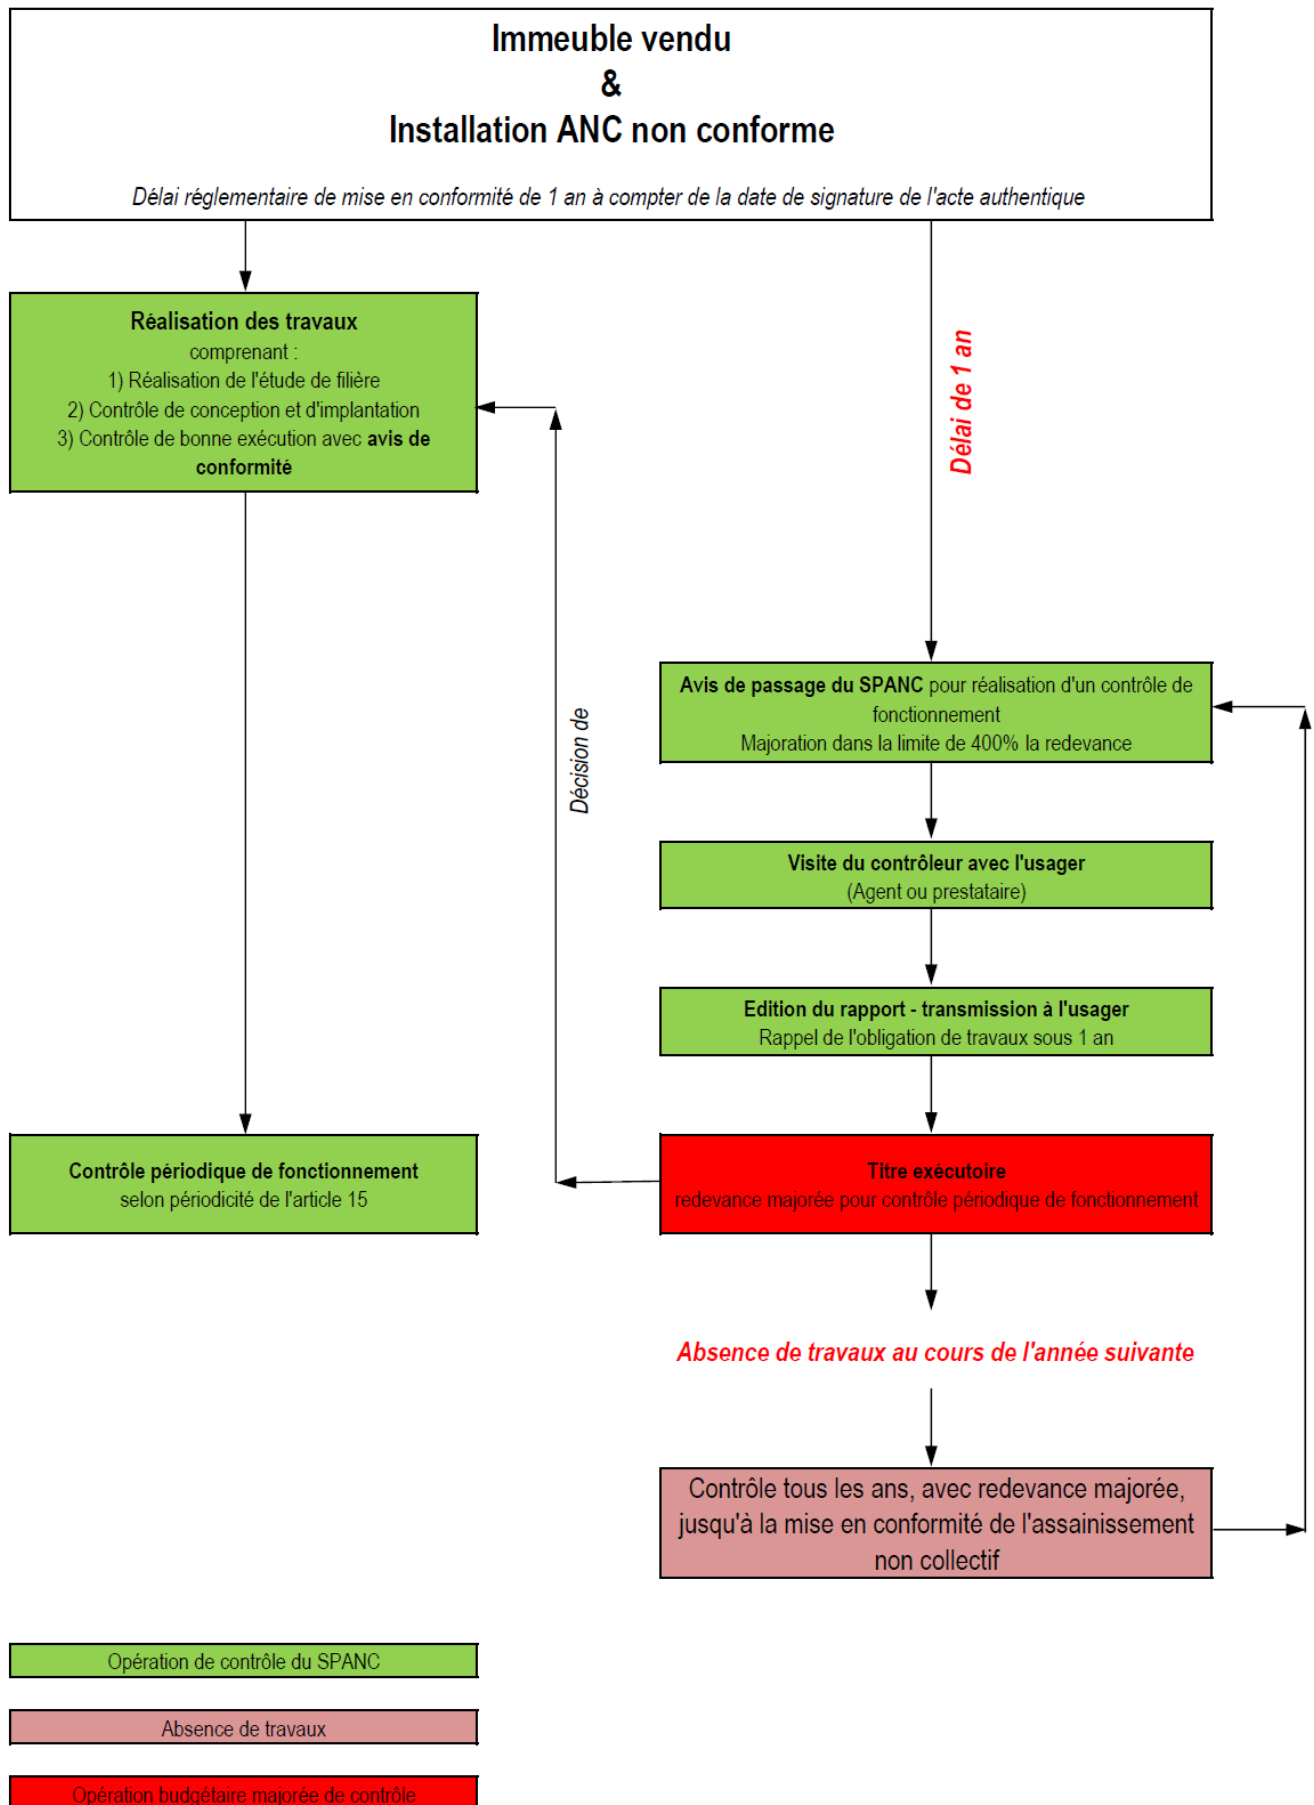 Immeuble vendu
&
Installation ANC non conforme
Délai réglementaire de mise en conformité de 1 an à compter de la date de signature de l'acte authentique
Réalisation des travaux
comprenant :
1) Réalisation de l'étude de filière
2) Contrôle de conception et d'implantation
3) Contrôle de bonne exécution avec avis de
conformité
Délai de 1 an
Avis de passage du SPANC pour réalisation d'un contrôle de
fonctionnement
Majoration dans la limite de 400% la redevance
Décision de
Visite du contrôleur avec l'usager
(Agent ou prestataire)
Edition du rapport - transmission à l'usager
Rappel de l'obligation de travaux sous 1 an
Contrôle périodique de fonctionnement
selon périodicité de l'article 15
Titre exécutoire
redevance majorée pour contrôle périodique de fonctionnement
Absence de travaux au cours de l'année suivante
Contrôle tous les ans, avec redevance majorée,
jusqu'à la mise en conformité de l'assainissement
non collectif
Opération de contrôle du SPANC
Absence de travaux
Opération budgétaire majorée de contrôle